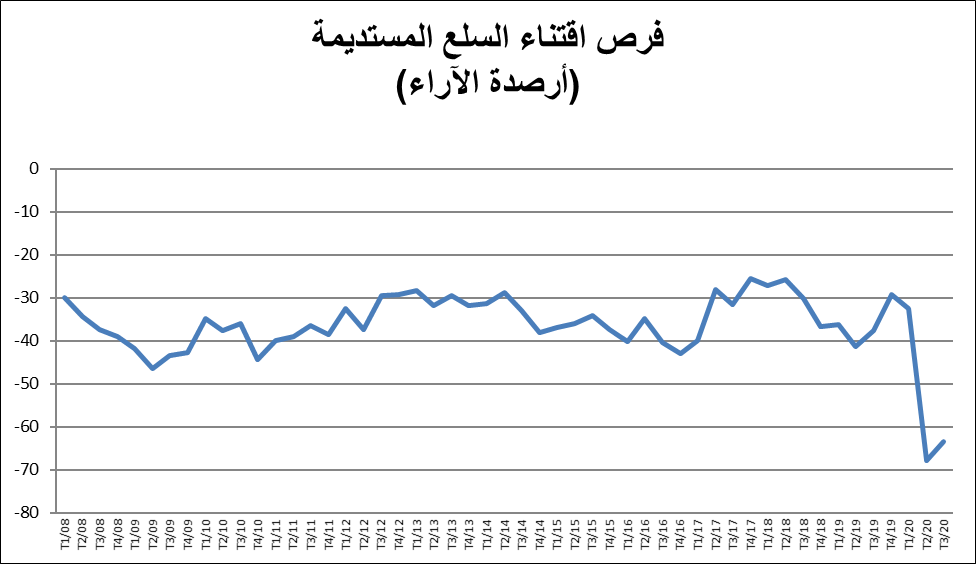 فرص اقتناء السلع المستديمة
(أرصدة الآراء)
0
-10
-20
-30
-40
-50
-60
-70
-80
T1/08
T2/08
T3/08
T4/08
T1/09
T2/09
T3/09
T4/09
T1/10
T2/10
T3/10
T4/10
T1/11
T2/11
T3/11
T4/11
T1/12
T2/12
T3/12
T4/12
T1/13
T2/13
T3/13
T4/13
T1/14
T2/14
T3/14
T4/14
T1/15
T2/15
T3/15
T4/15
T1/16
T2/16
T3/16
T4/16
T1/17
T2/17
T3/17
T4/17
T1/18
T2/18
T3/18
T4/18
T1/19
T2/19
T3/19
T4/19
T1/20
T2/20
T3/20